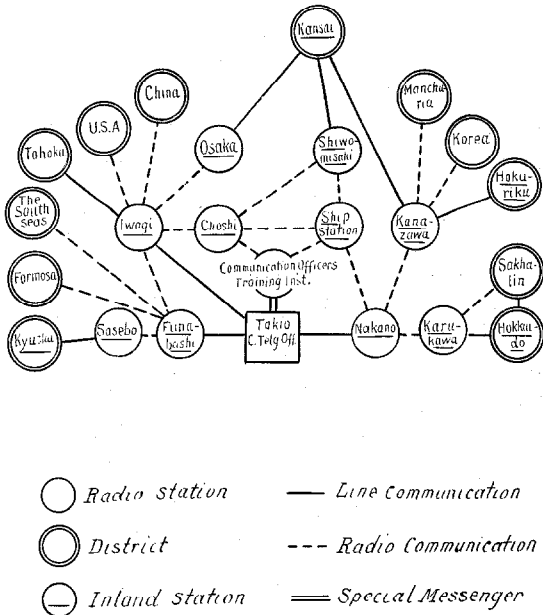 Kansai
China
U.S.A
Tohoku
The
South
seas
Formosa
Kyushu
Osaka
Shiwo-
misaki
Manchu
ria
Korea
Hoku-
riku
Iwagi
Choshi
Ship
station
Kana-
zawa
Communication Officers
Training Inst.
Sakha-
lin
Sasebo
Funa-
bashi
Tokio
C. Telg Off.
Nakano
Karu-
kawa
Hokkai-
do
Radio station
Line Communication
District
Radio Communication
Inland station
Special Messenger